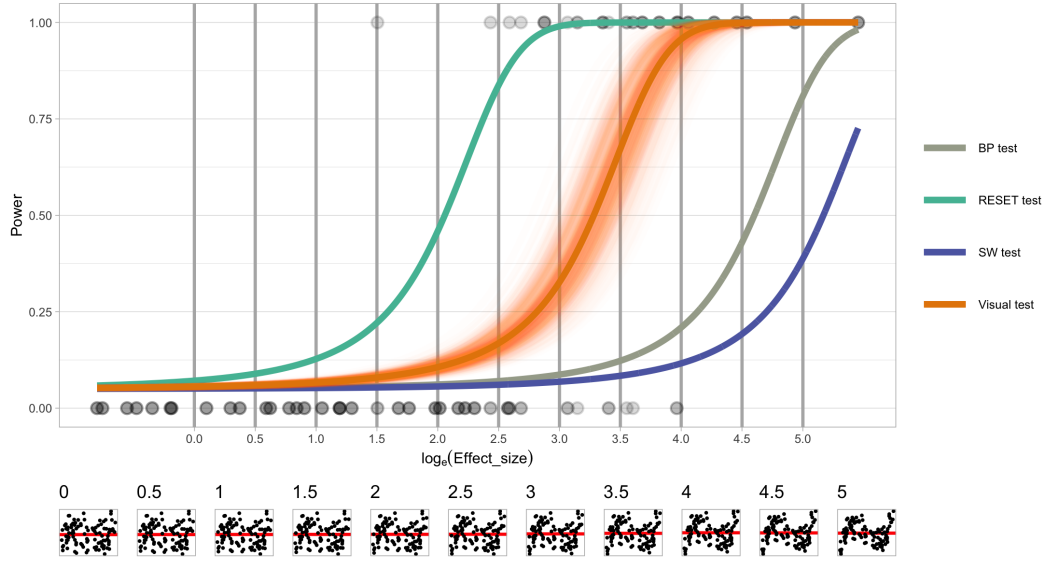 1.00
0.75
0.50
0.25
0.00
Power
0.0 0.5 1.0 1.5 2.0 2.5 3.0 3.5 4.0 4.5 5.0
logₑ(Effect_size)
BP test
RESET test
SW test
Visual test
0 0.5 1 1.5 2 2.5 3 3.5 4 4.5 5